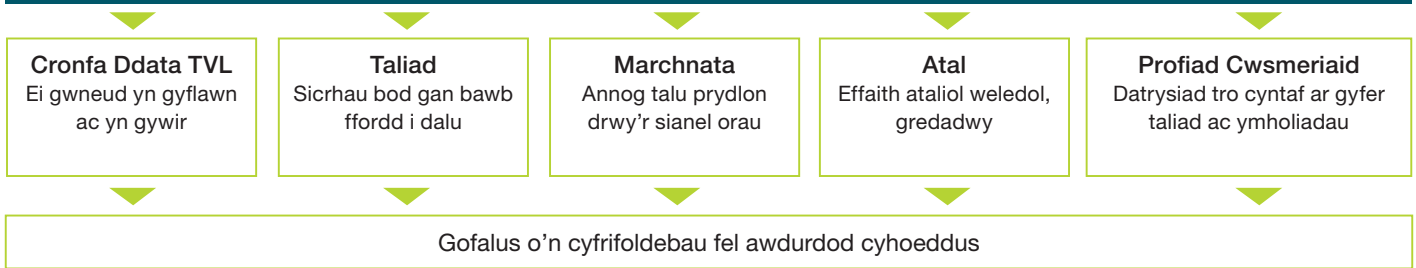 Cronfa Ddata TVL
Ei gwneud yn gyflawn
ac yn gywir
Taliad
Sicrhau bod gan bawb
ffordd i dalu
Marchnata
Annog talu prydlon
drwy'r sianel orau
Atal
Effaith ataliol weledol,
gredadwy
Profiad Cwsmeriaid
Datrysiad tro cyntaf ar gyfer
taliad ac ymholiadau
Gofalus o'n cyfrifoldebau fel awdurdod cyhoeddus